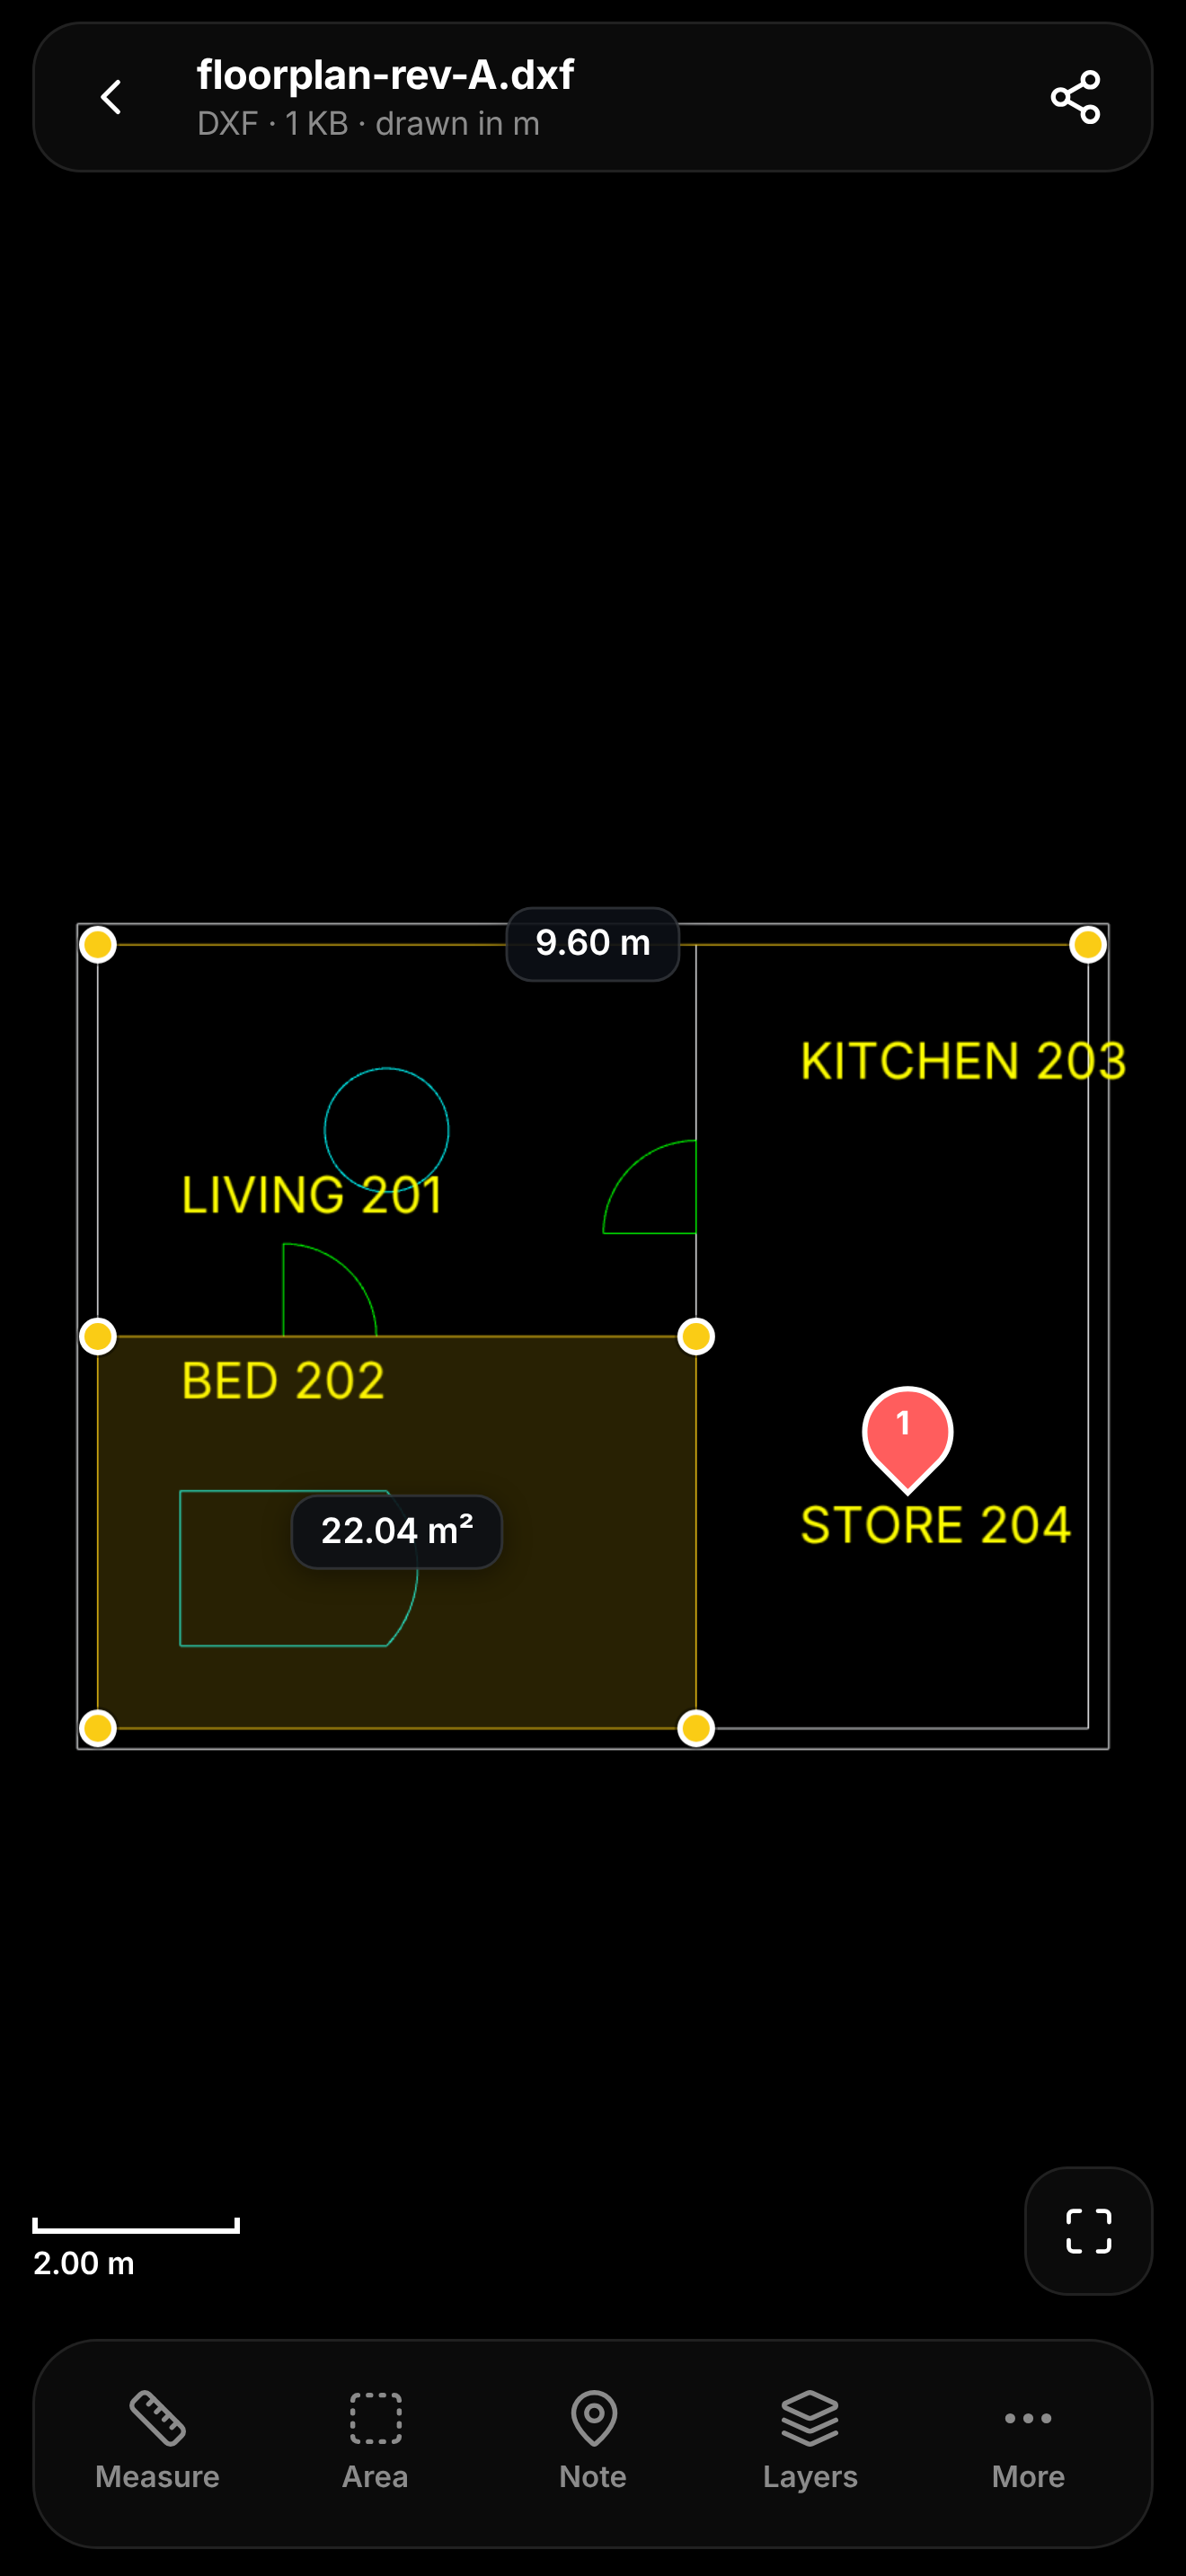 floorplan-rev-A.dxf
DXF · 1 KB · drawn in m
9.60 m
KITCHEN 203
LIVING 201
BED 202
1
22.04 m²
STORE 204
2.00 m
Measure
Area
Note
Layers
More